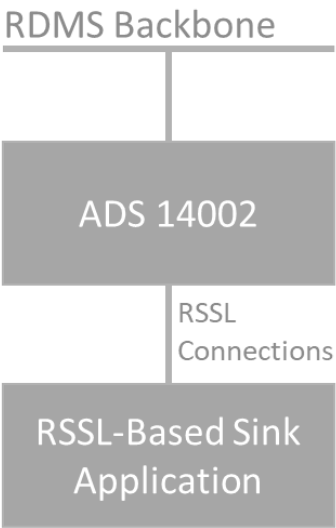 RDMS Backbone
ADS 14002
RSSL
Connections
RSSL-Based Sink
Application